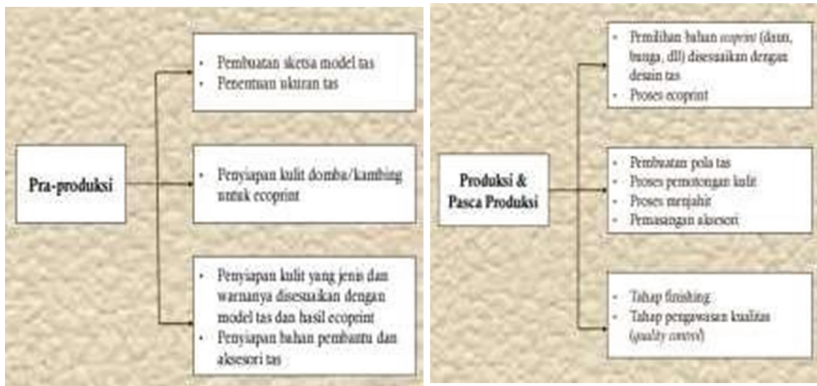 Pra-produksi
• Pembuatan sketsa model tas
• Penentuan ukuran tas
• Penyiapan kulit domba/kambing
untuk ecoprint
• Penyiapan kulit yang jenis dan
warnanya disesuaikan dengan
model tas dan hasil ecoprint
• Penyiapan bahan pembantu dan
aksesori tas
Produksi &
Pasca Produksi
• Pemilihan bahan ecoprint (daun,
bunga, dll) disesuaikan dengan
desain tas
• Proses ecoprint
• Pembuatan pola tas
• Proses pemotongan kulit
• Proses menjahit
• Pemasangan aksesori
• Tahap finishing
• Tahap pengawasan kualitas
(quality control)